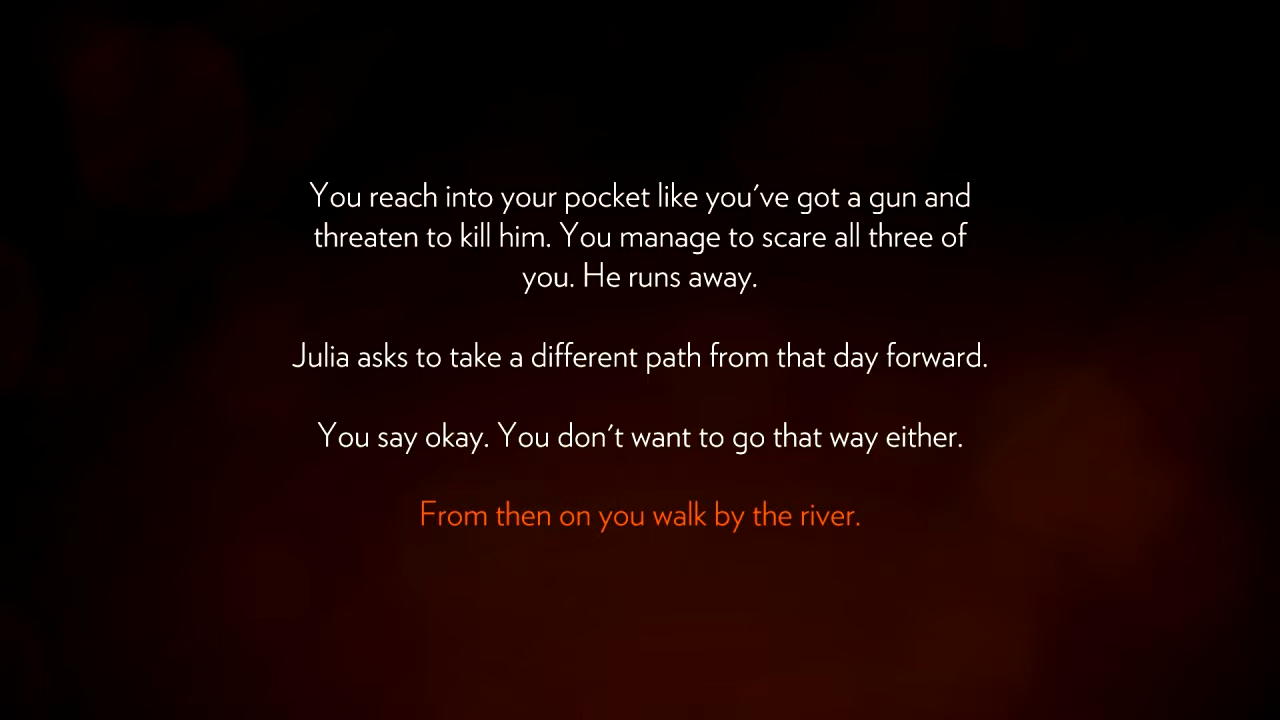 You reach into your pocket like you've got a gun and
threaten to kill him. You manage to scare all three of
you. He runs away.
Julia asks to take a different path from that day forward.
You say okay. You don't want to go that way either.
From then on you walk by the river.